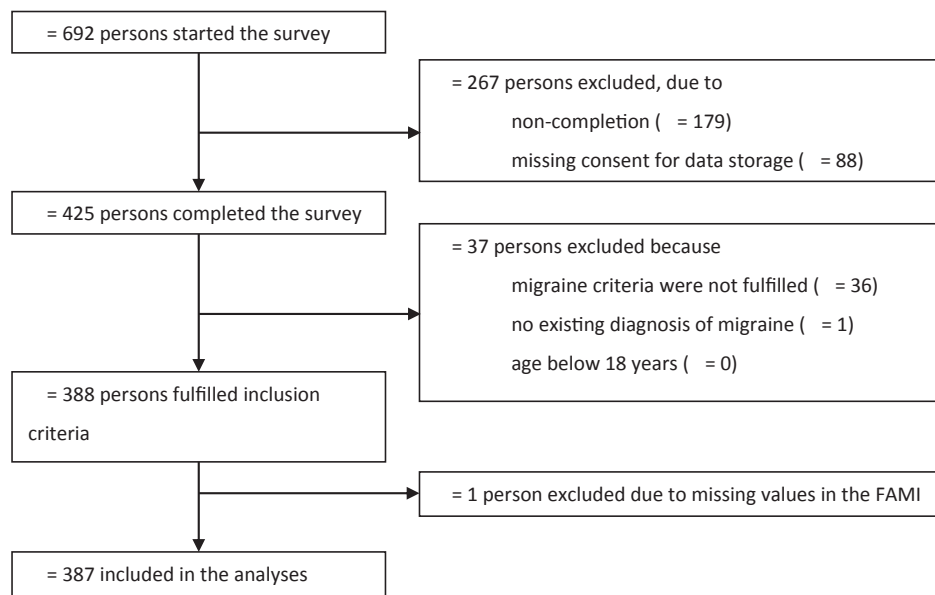 = 692 persons started the survey
= 267 persons excluded, due to
non-completion ( = 179)
missing consent for data storage ( = 88)
= 425 persons completed the survey
= 37 persons excluded because
migraine criteria were not fulfilled ( = 36)
no existing diagnosis of migraine ( = 1)
age below 18 years ( = 0)
= 388 persons fulfilled inclusion
criteria
= 1 person excluded due to missing values in the FAMI
= 387 included in the analyses